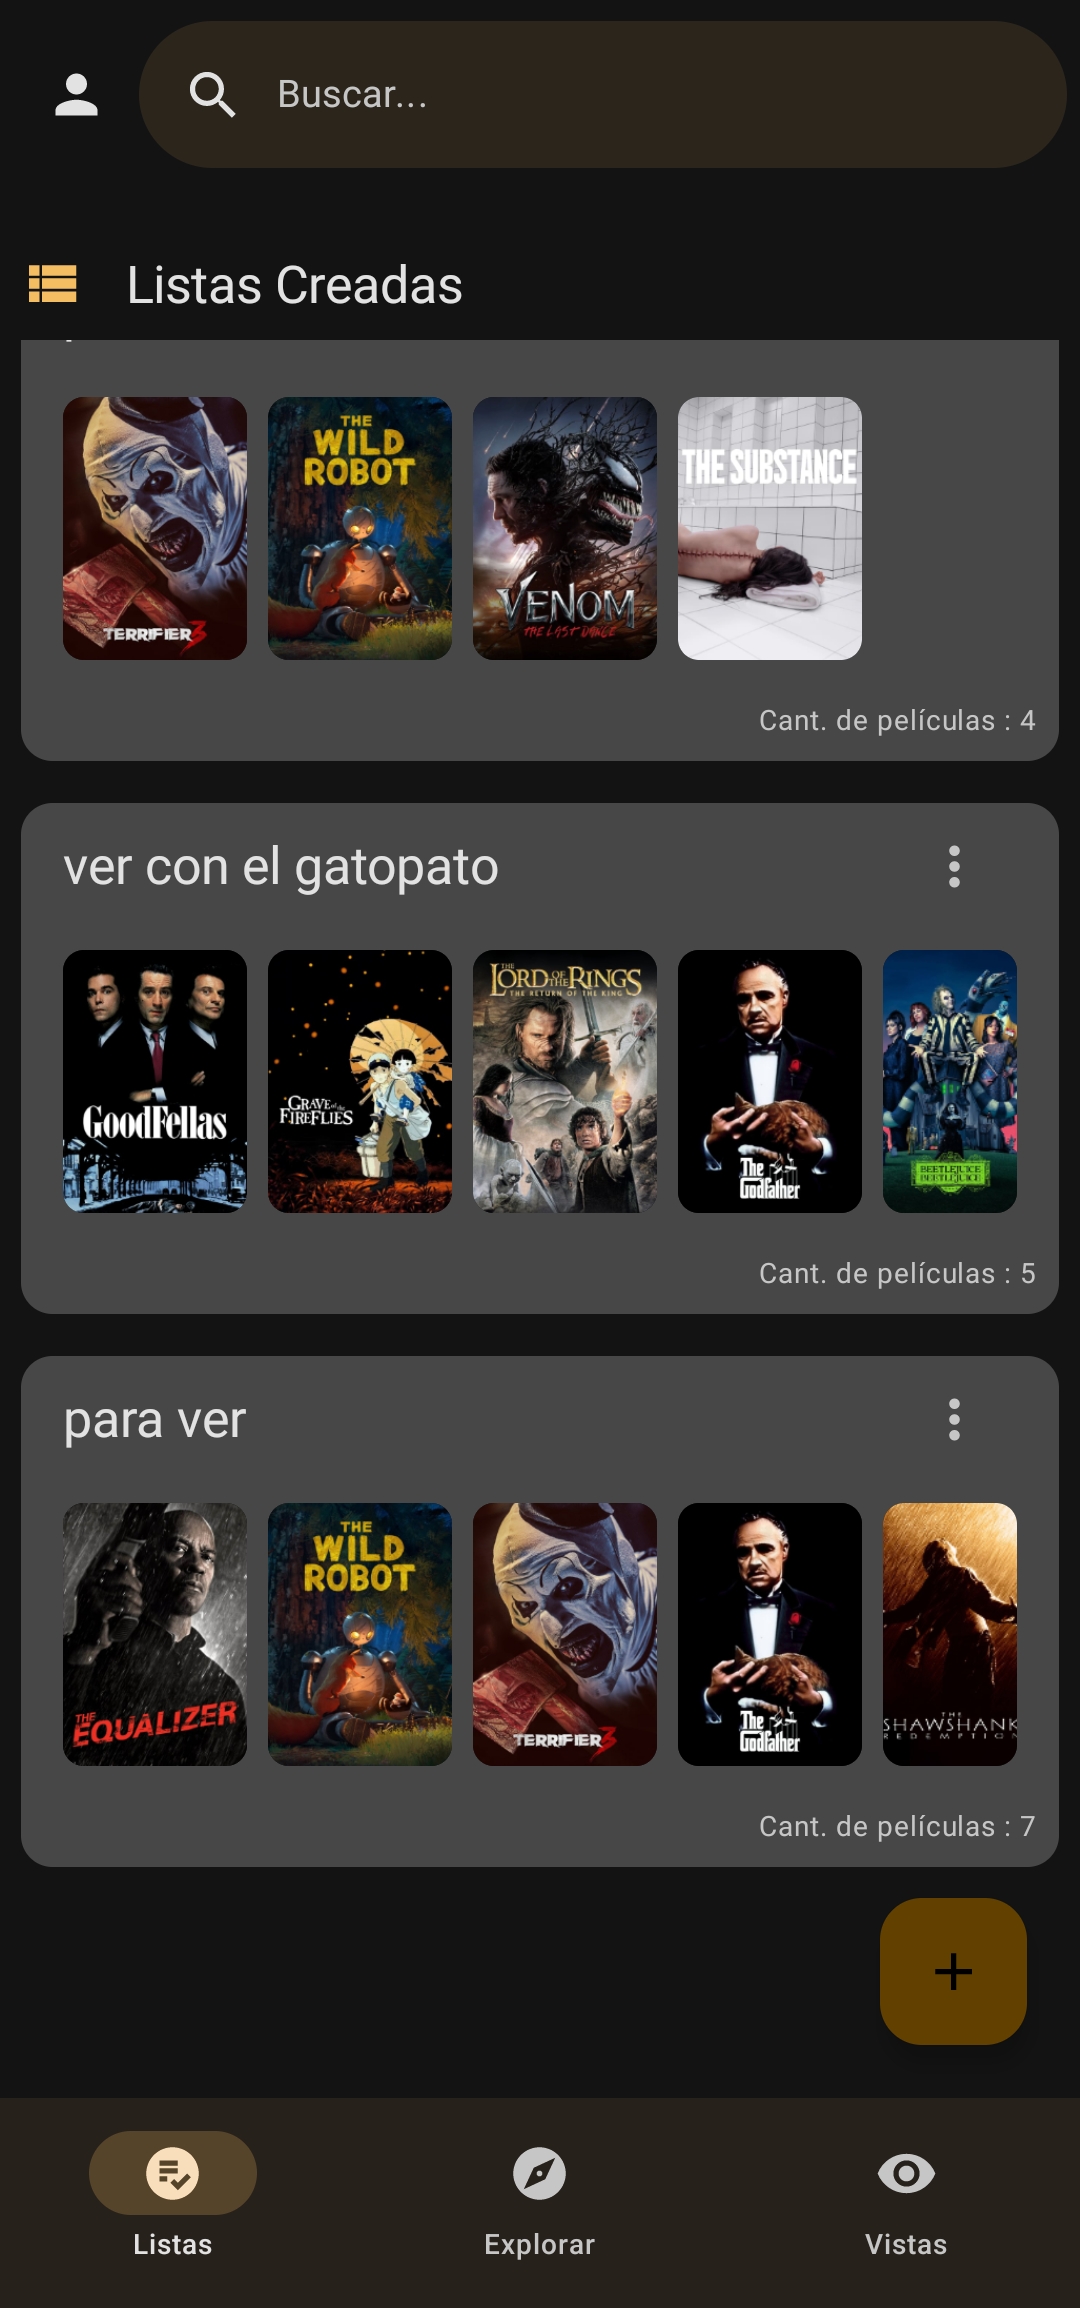 Buscar...
Listas Creadas
TERRIFIER 3
THE
WILD
ROBOT
VENOM
THE LAST DANCE
THE SUBSTANCE
Cant. de películas : 4
ver con el gatopato
GoodFellas
GRAVE of the
FIREFLIES
THE
LORD OF THE RINGS
THE RETURN OF THE KING
The
Godfather
BEETLEJUICE
BEETLEJUICE
Cant. de películas : 5
para ver
THE
EQUALIZER
THE
WILD
ROBOT
TERRIFIER 3
The
Godfather
THE
SHAWSHANK
REDEMPTION
Cant. de películas : 7
Listas
Explorar
Vistas